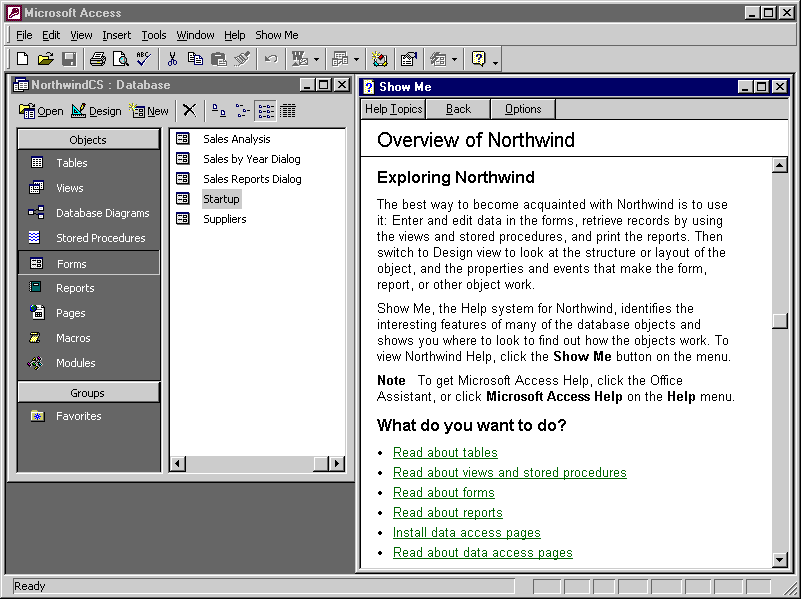 Microsoft Access
File Edit View Insert Tools Window Help Show Me
NorthwindCS : Database
Open Design New
Objects
Tables
Views
Database Diagrams
Stored Procedures
Forms
Reports
Pages
Macros
Modules
Groups
Favorites
Sales Analysis
Sales by Year Dialog
Sales Reports Dialog
Startup
Suppliers
Show Me
Help Topics Back Options
Overview of Northwind
Exploring Northwind
The best way to become acquainted with Northwind is to use
it: Enter and edit data in the forms, retrieve records by using
the views and stored procedures, and print the reports. Then
switch to Design view to look at the structure or layout of the
object, and the properties and events that make the form,
report, or other object work.
Show Me, the Help system for Northwind, identifies the
interesting features of many of the database objects and
shows you where to look to find out how the objects work. To
view Northwind Help, click the Show Me button on the menu.
Note To get Microsoft Access Help, click the Office
Assistant, or click Microsoft Access Help on the Help menu.
What do you want to do?
• Read about tables
• Read about views and stored procedures
• Read about forms
• Read about reports
• Install data access pages
• Read about data access pages
Ready